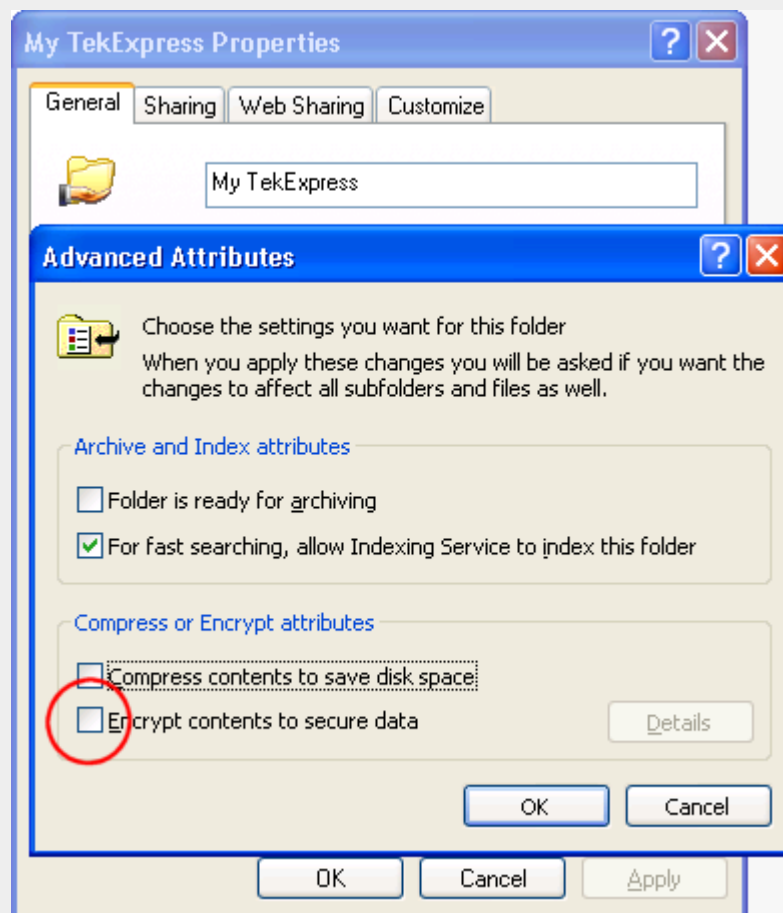 My TekExpress Properties
General Sharing Web Sharing Customize
My TekExpress
Advanced Attributes
Choose the settings you want for this folder
When you apply these changes you will be asked if you want the
changes to affect all subfolders and files as well.
Archive and Index attributes
Folder is ready for archiving
For fast searching, allow Indexing Service to index this folder
Compress or Encrypt attributes
Compress contents to save disk space
Encrypt contents to secure data
Details
OK Cancel
OK Cancel Apply